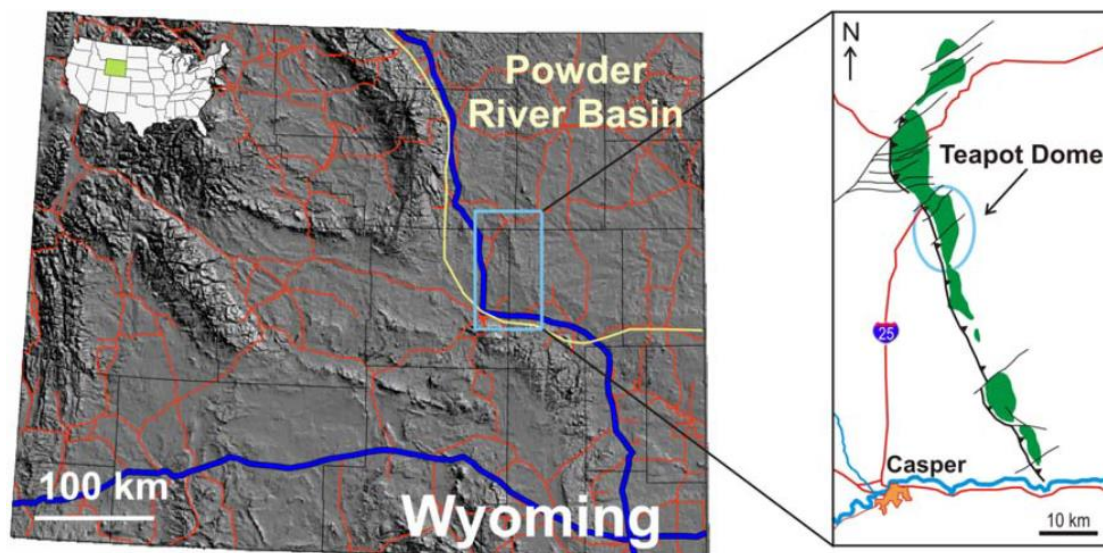 Powder
River Basin
100 km
Wyoming
N
Teapot Dome
25
Casper
10 km